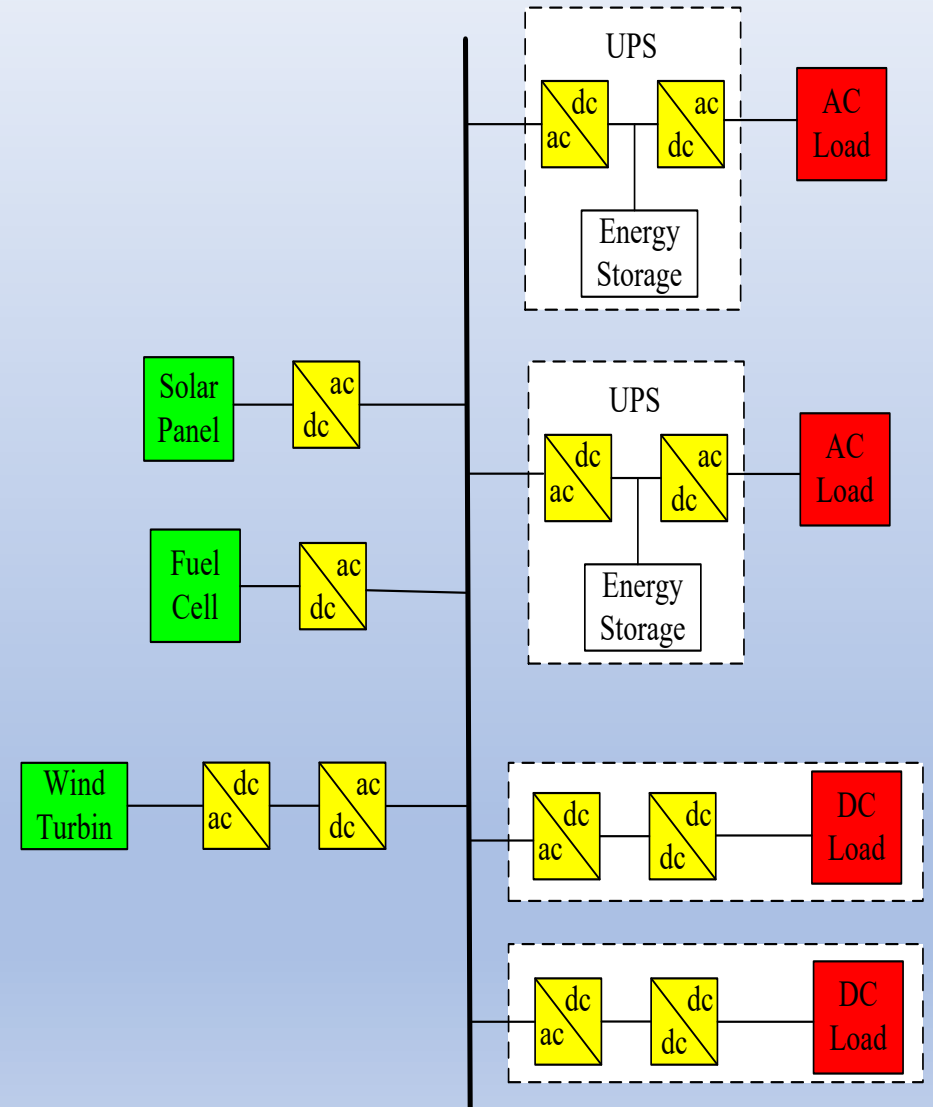 UPS
dc
ac
ac
dc
AC
Load
Energy
Storage
Solar
Panel
ac
dc
UPS
dc
ac
ac
dc
AC
Load
Energy
Storage
Fuel
Cell
ac
dc
Wind
Turbin
dc
ac
ac
dc
dc
ac
dc
dc
DC
Load
dc
ac
dc
dc
DC
Load